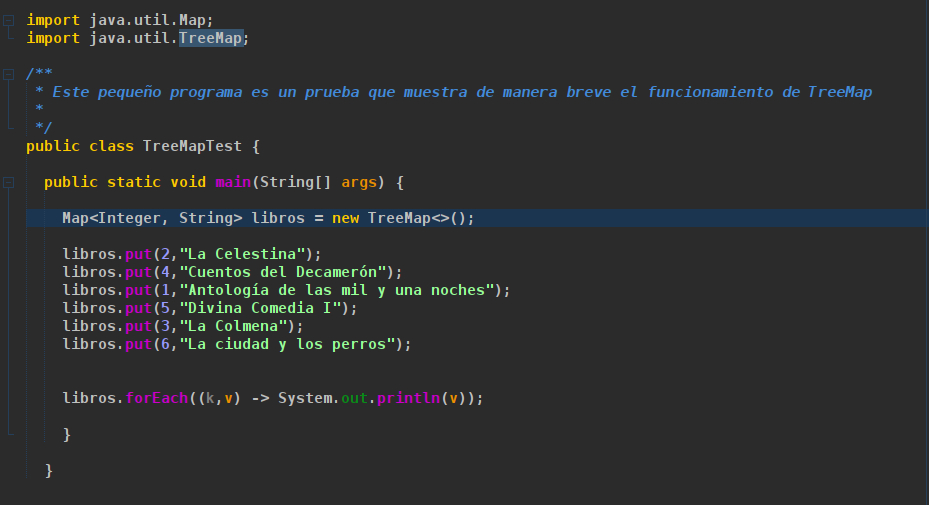 import java.util.Map;
import java.util.TreeMap;
/**
* Este pequeño programa es un prueba que muestra de manera breve el funcionamiento de TreeMap
*
*/
public class TreeMapTest {
public static void main(String[] args) {
Map<Integer, String> libros = new TreeMap<>();
libros.put(2,"La Celestina");
libros.put(4,"Cuentos del Decamerón");
libros.put(1,"Antología de las mil y una noches");
libros.put(5,"Divina Comedia I");
libros.put(3,"La Colmena");
libros.put(6,"La ciudad y los perros");
libros.forEach((k,v) -> System.out.println(v));
}
}